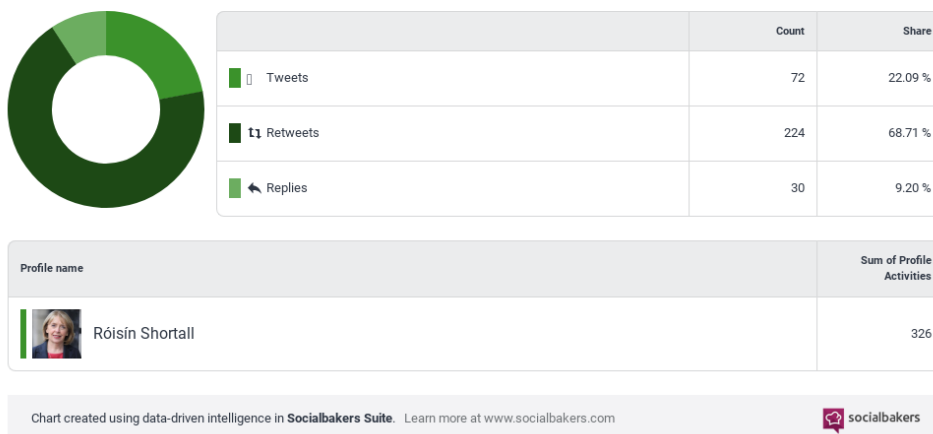 Count Share
Tweets 72 22.09 %
Retweets 224 68.71 %
Replies 30 9.20 %
Profile name Sum of Profile
Activities
Róisín Shortall 326
Chart created using data-driven intelligence in Socialbakers Suite. Learn more at www.socialbakers.com socialbakers